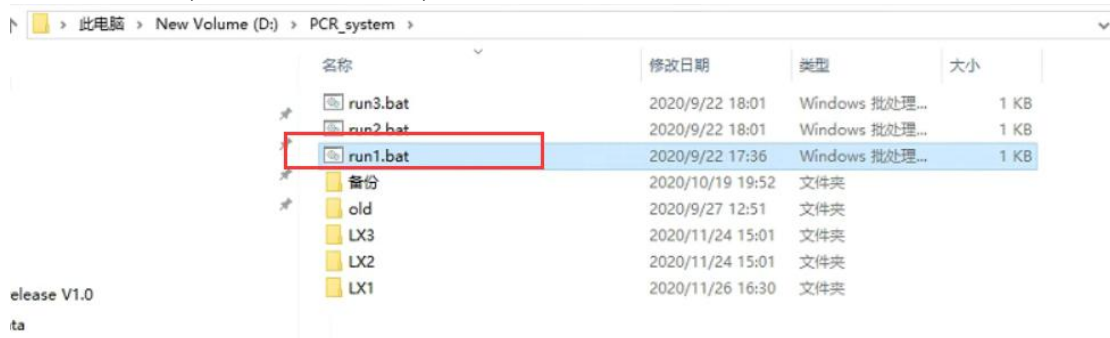 此电脑 > New Volume (D:) > PCR_system >
名称 修改日期 类型 大小
run3.bat 2020/9/22 18:01 Windows 批处理... 1 KB
run2.bat 2020/9/22 18:01 Windows 批处理... 1 KB
run1.bat 2020/9/22 17:36 Windows 批处理... 1 KB
备份 2020/10/19 19:52 文件夹
old 2020/9/27 12:51 文件夹
LX3 2020/11/24 15:01 文件夹
LX2 2020/11/24 15:01 文件夹
LX1 2020/11/26 16:30 文件夹
elease V1.0
ta